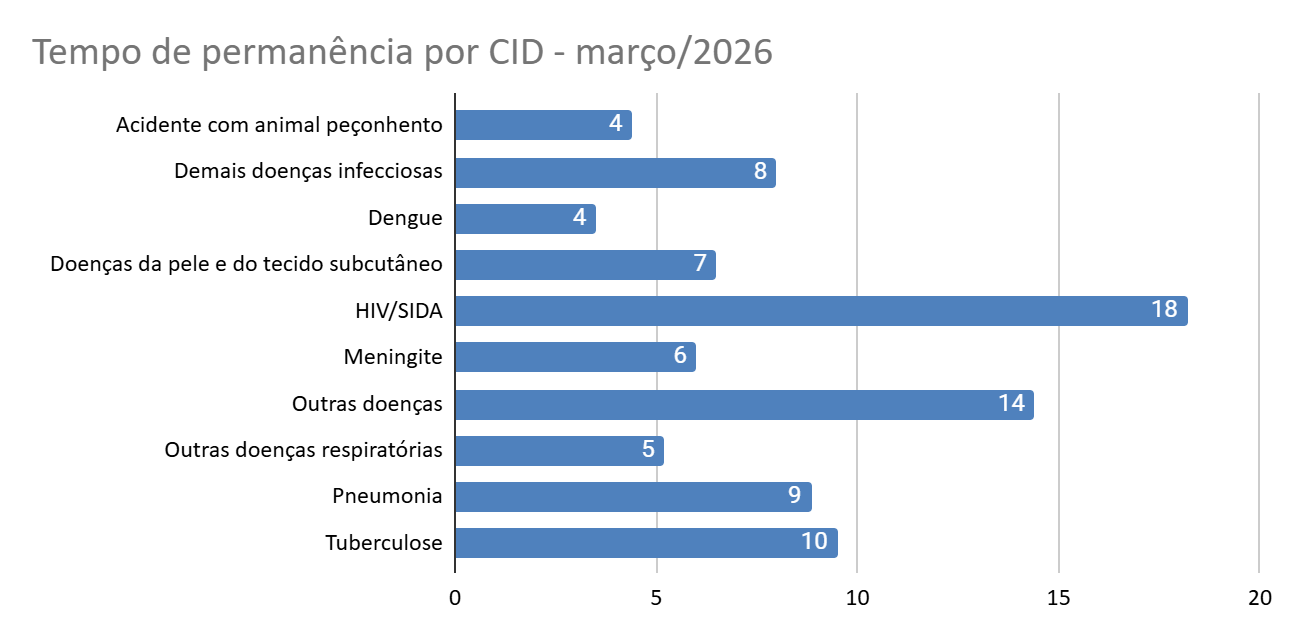 Tempo de permanência por CID - março/2026
Acidente com animal peçonhento 4
Demais doenças infecciosas 8
Dengue 4
Doenças da pele e do tecido subcutâneo 7
HIV/SIDA 18
Meningite 6
Outras doenças 14
Outras doenças respiratórias 5
Pneumonia 9
Tuberculose 10
0 5 10 15 20